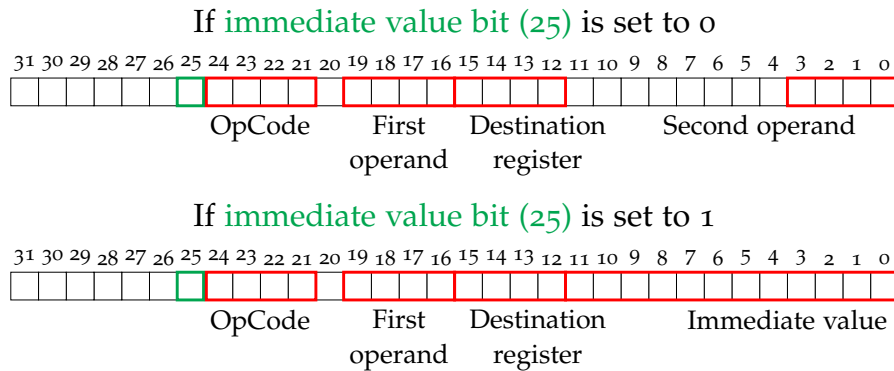 If immediate value bit (25) is set to 0
31 30 29 28 27 26 25 24 23 22 21 20 19 18 17 16 15 14 13 12 11 10 9 8 7 6 5 4 3 2 1 0
OpCode First Destination Second operand
operand register
If immediate value bit (25) is set to 1
31 30 29 28 27 26 25 24 23 22 21 20 19 18 17 16 15 14 13 12 11 10 9 8 7 6 5 4 3 2 1 0
OpCode First Destination Immediate value
operand register